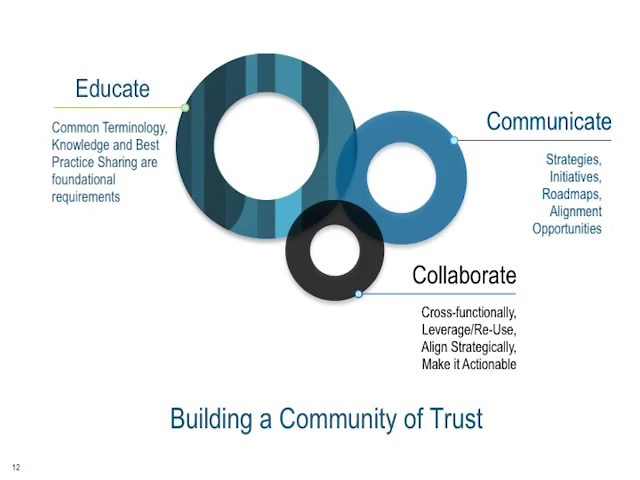 Educate
Common Terminology,
Knowledge and Best
Practice Sharing are
foundational
requirements
Communicate
Strategies,
Initiatives,
Roadmaps,
Alignment
Opportunities
Collaborate
Cross-functionally,
Leverage/Re-Use,
Align Strategically,
Make it Actionable
Building a Community of Trust
12